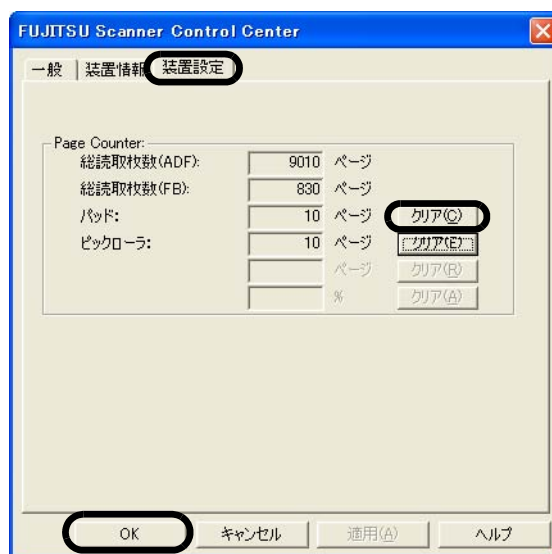 FUJITSU Scanner Control Center
一般 装置情報 装置設定
Page Counter:
総読取枚数(ADF): 9010 ページ
総読取枚数(FB): 830 ページ
パッド: 10 ページ クリア(C)
ピックローラ: 10 ページ クリア(E)
ページ クリア(R)
% クリア(A)
OK キャンセル 適用(A) ヘルプ